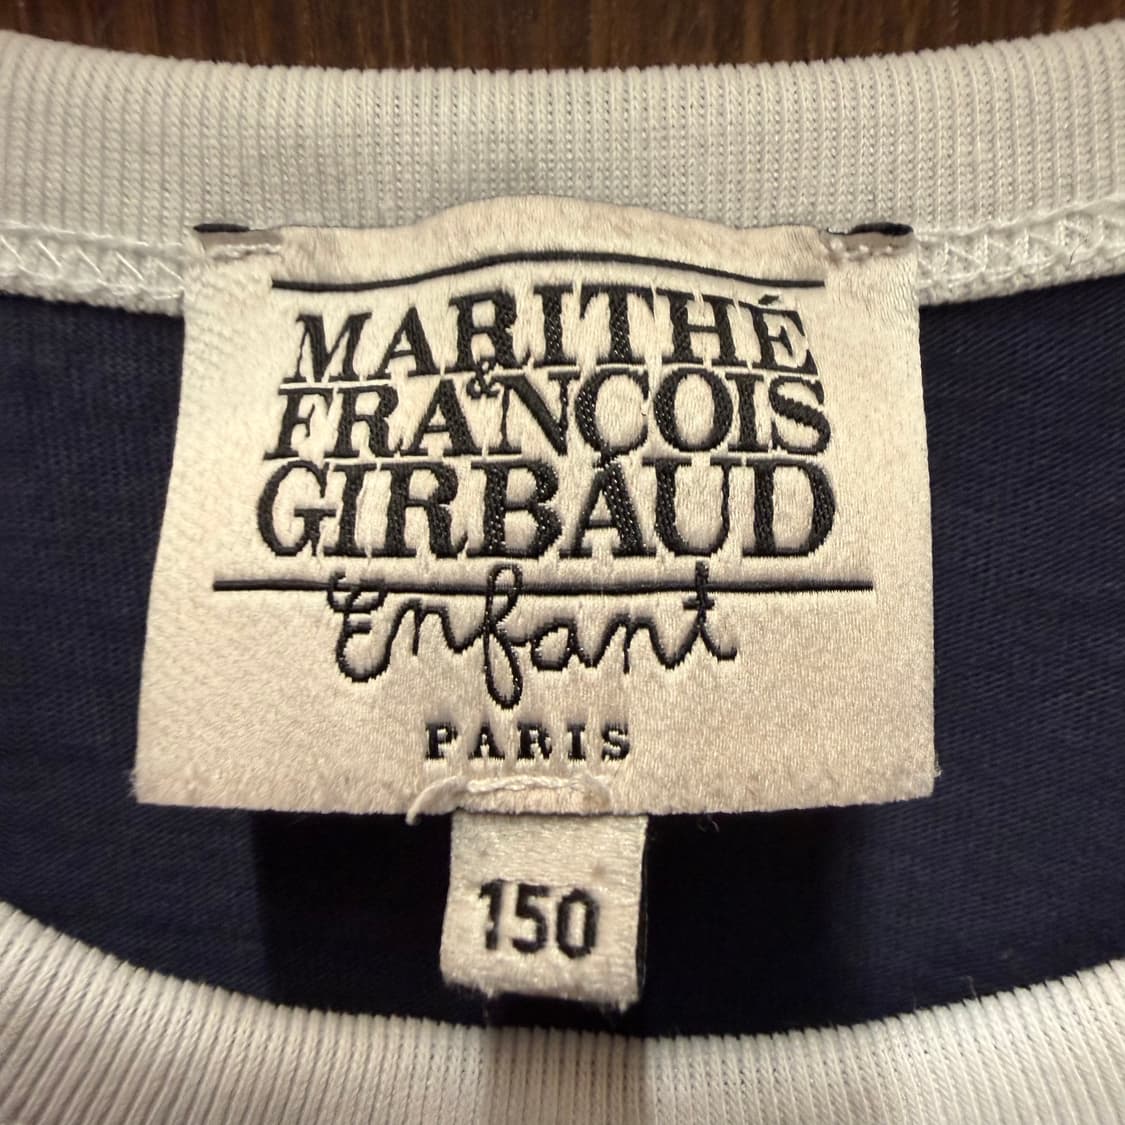 MARITHÉ
&
FRANÇOIS
GIRBAUD
Enfant
PARIS
150